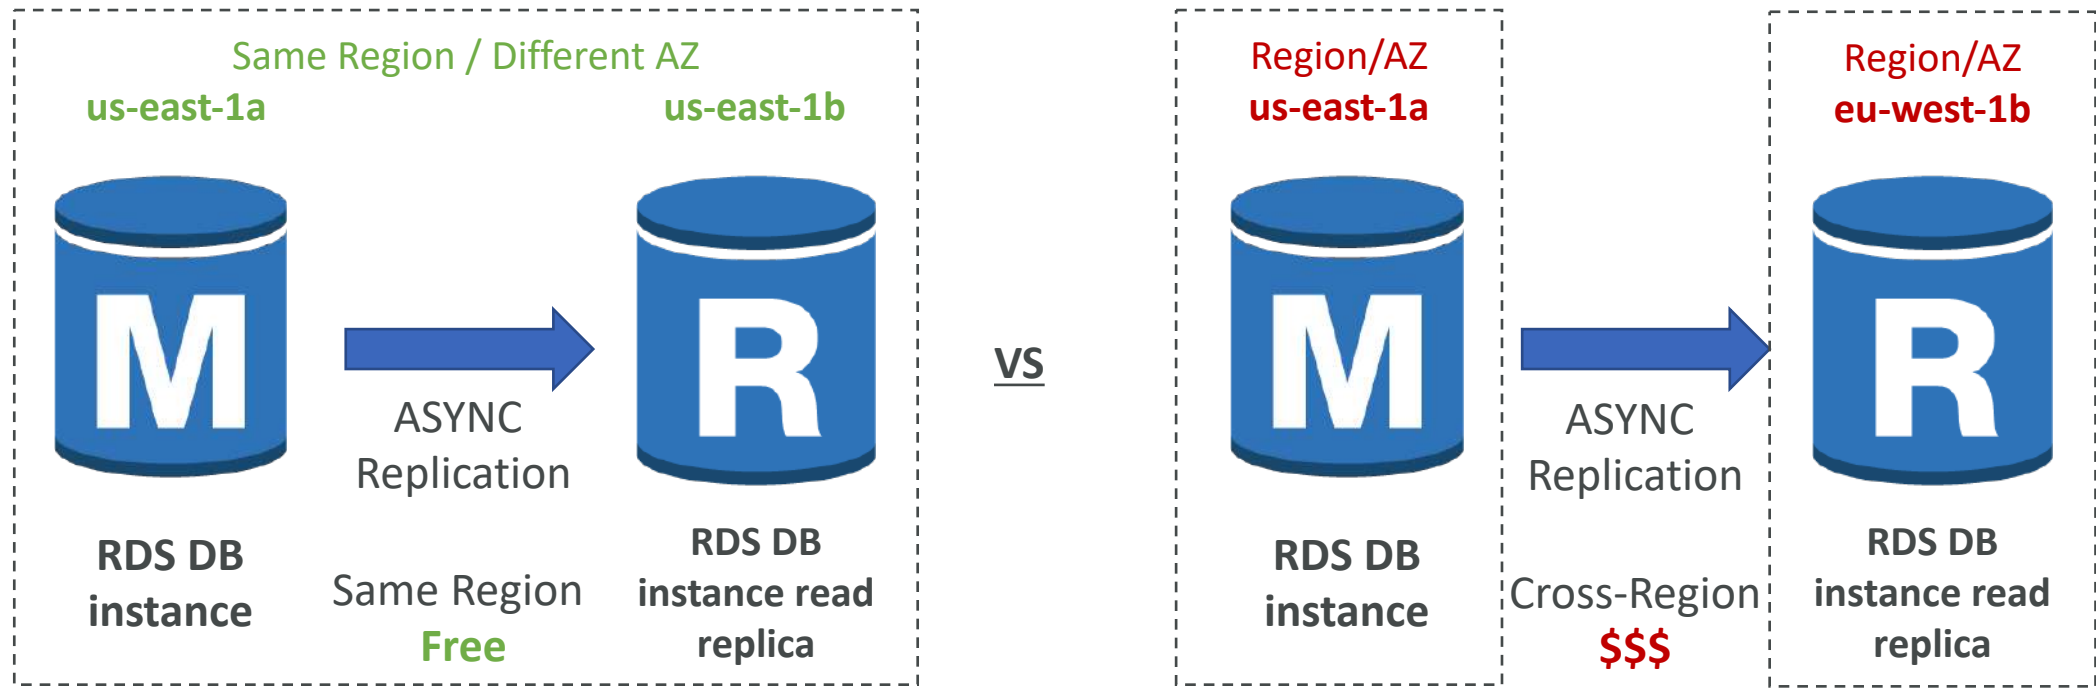 Same Region / Different AZ
us-east-1a
us-east-1b
M
R
ASYNC
Replication
RDS DB
instance
Same Region
Free
RDS DB
instance read
replica
VS
Region/AZ
us-east-1a
M
RDS DB
instance
ASYNC
Replication
Cross-Region
$$$
Region/AZ
eu-west-1b
R
RDS DB
instance read
replica